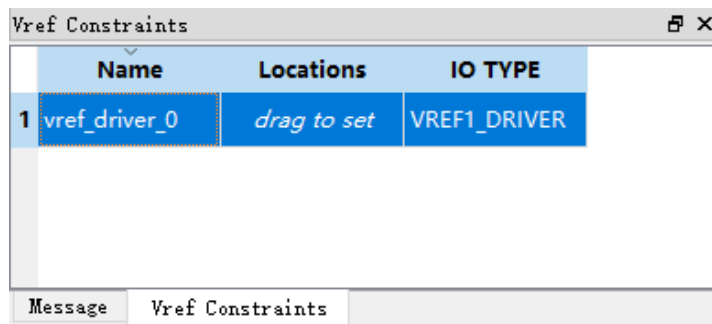 Vref Constraints
Name Locations IO TYPE
1 vref_driver_0 drag to set VREF1_DRIVER
Message Vref Constraints